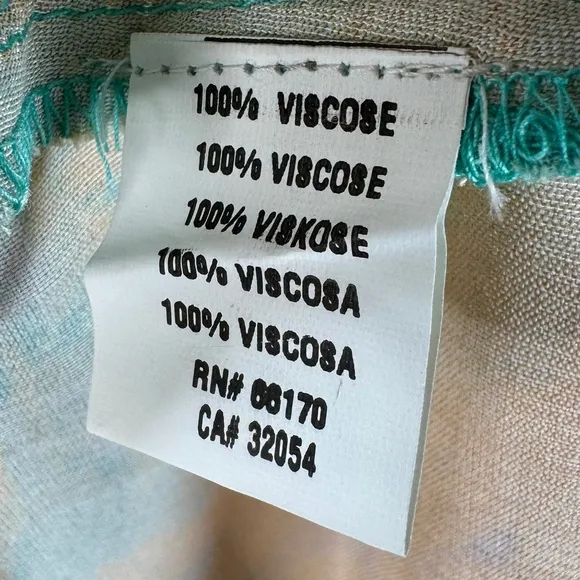 100% VISCOSE
100% VISCOSE
100% VISKOSE
100% VISCOSA
100% VISCOSA
RN# 66170
CA# 32054